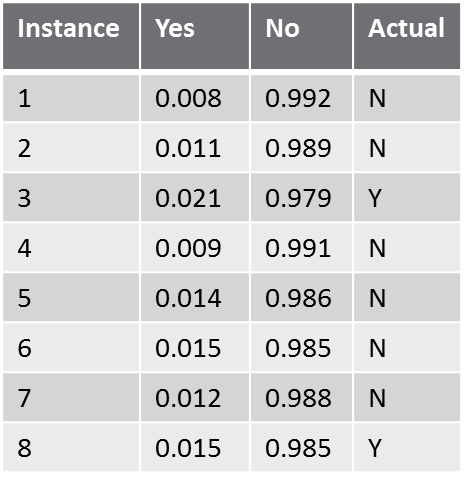 Instance Yes No Actual
1 0.008 0.992 N
2 0.011 0.989 N
3 0.021 0.979 Y
4 0.009 0.991 N
5 0.014 0.986 N
6 0.015 0.985 N
7 0.012 0.988 N
8 0.015 0.985 Y